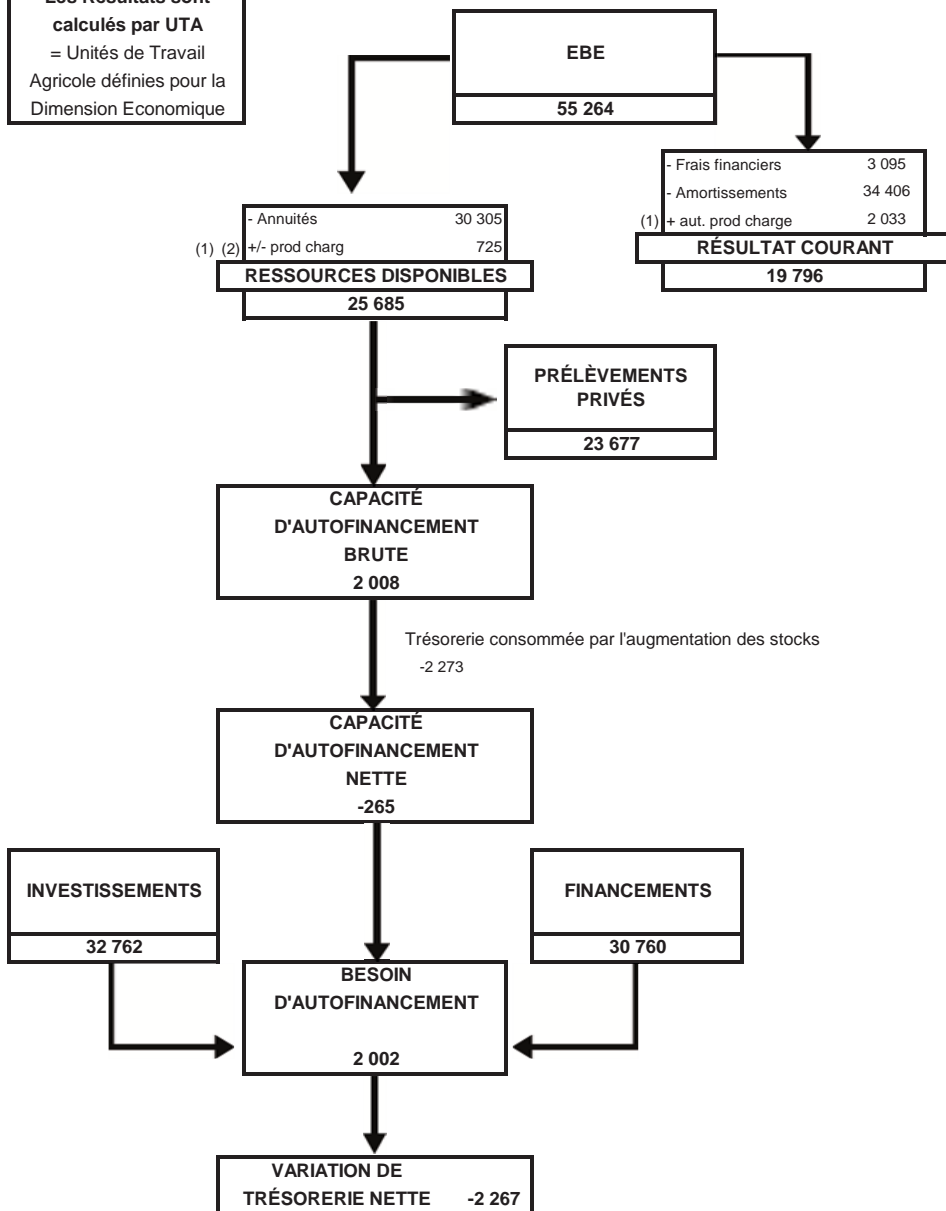 Les Résultats sont
calculés par UTA
= Unités de Travail
Agricole définies pour la
Dimension Economique
EBE
55 264
- Frais financiers 3 095
- Amortissements 34 406
(1) + aut. prod charge 2 033
RÉSULTAT COURANT
19 796
- Annuités 30 305
(1) (2) +/- prod charg 725
RESSOURCES DISPONIBLES
25 685
PRÉLÈVEMENTS
PRIVÉS
23 677
CAPACITÉ
D'AUTOFINANCEMENT
BRUTE
2 008
Trésorerie consommée par l'augmentation des stocks
-2 273
CAPACITÉ
D'AUTOFINANCEMENT
NETTE
-265
INVESTISSEMENTS
32 762
FINANCEMENTS
30 760
BESOIN
D'AUTOFINANCEMENT
2 002
VARIATION DE
TRÉSORERIE NETTE -2 267